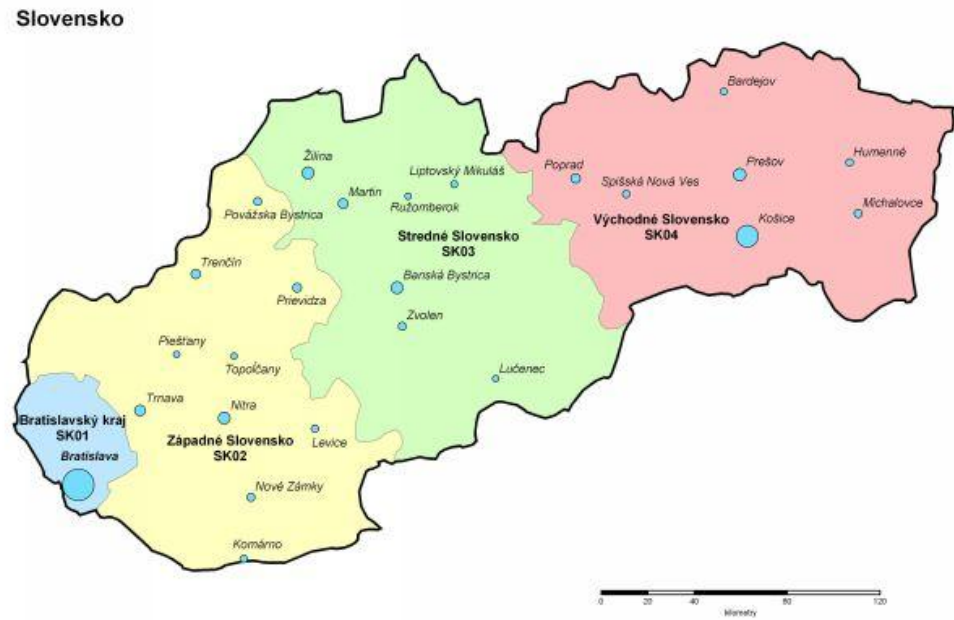 Slovensko
Bardejov
Žilina
Poprad
Prešov
Humenné
Liptovský Mikuláš
Martin
Ružomberok
Spišská Nová Ves
Michalovce
Považska Bystrica
Košice
Východné Slovensko
SK04
Stredné Slovensko
SK03
Trenčín
Banská Bystrica
Prievidza
Zvolen
Piešťany
Topoľčany
Lučenec
Trnava
Nitra
Bratislavský kraj
SK01
Bratislava
Západné Slovensko
SK02
Levice
Nové Zámky
Komárno
0 20 40 80 120
kilometry